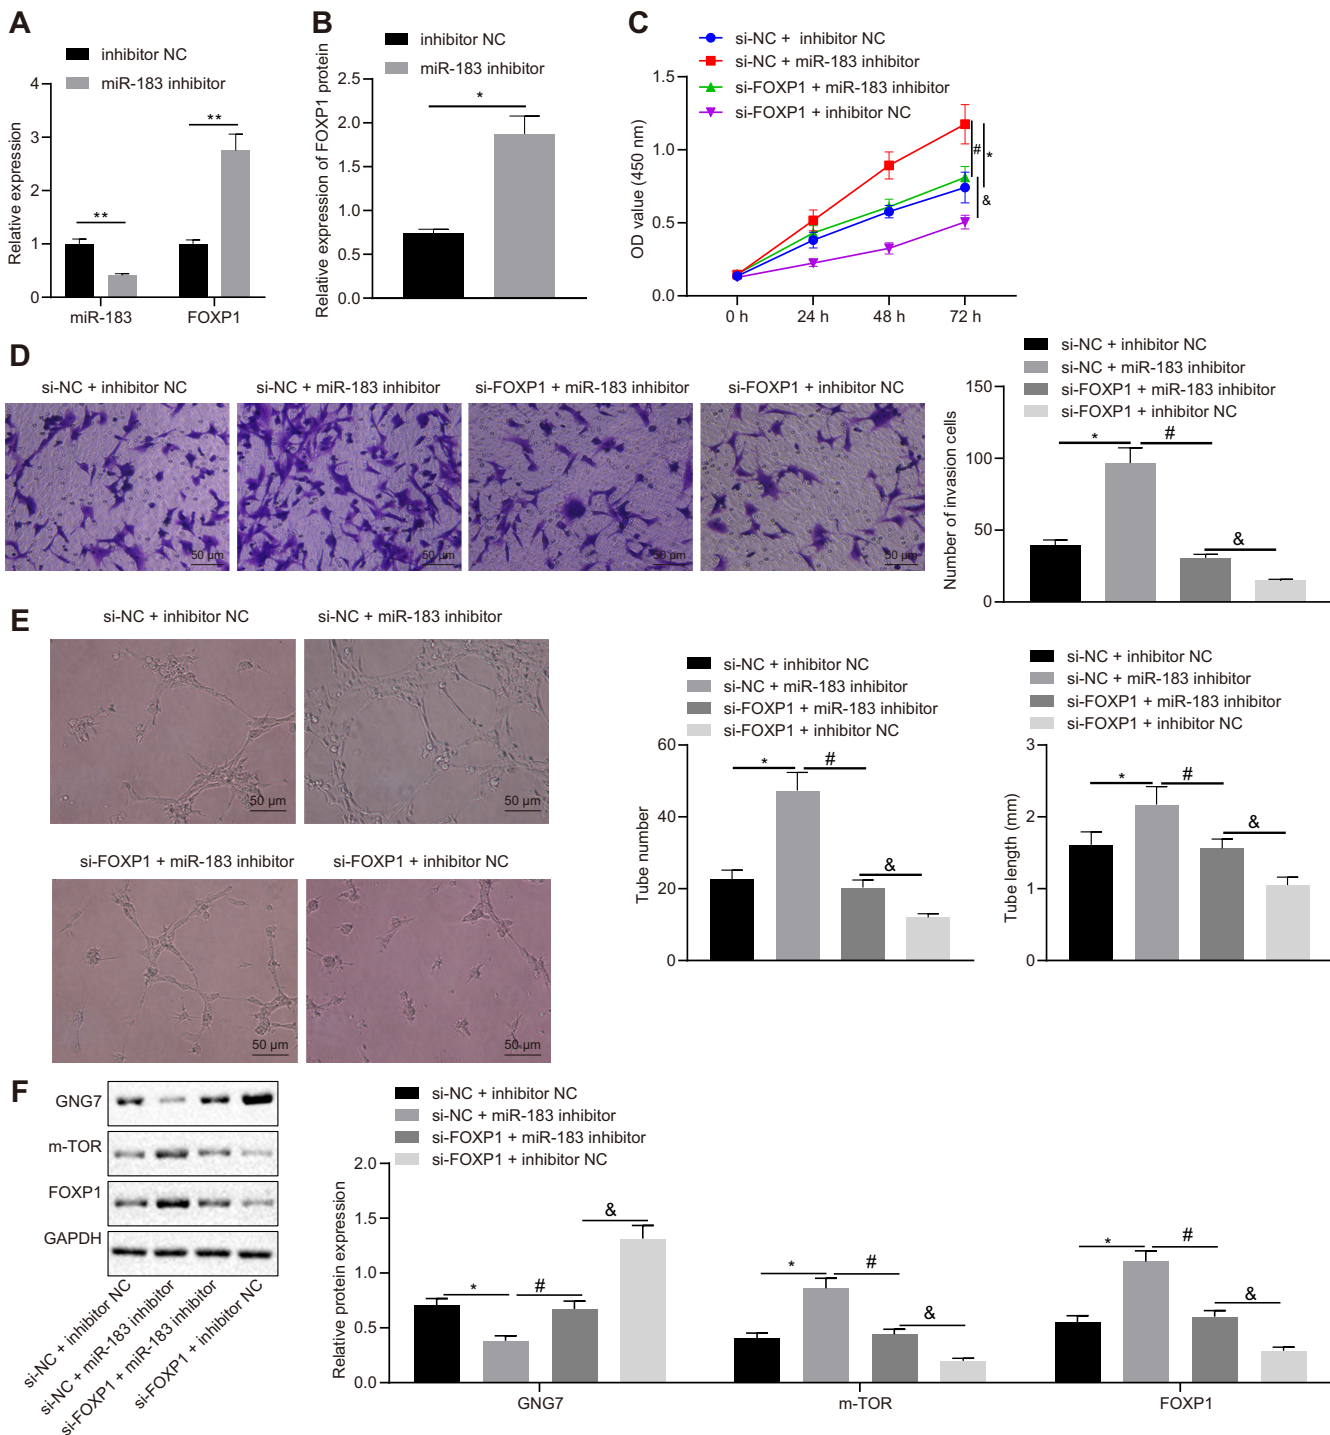 A
inhibitor NC
miR-183 inhibitor
Relative expression
4
3
2
1
0
**
**
miR-183
FOXP1
B
inhibitor NC
miR-183 inhibitor
Relative expression of FOXP1 protein
2.5
2.0
1.5
1.0
0.5
0.0
*
C
si-NC + inhibitor NC
si-NC + miR-183 inhibitor
si-FOXP1 + miR-183 inhibitor
si-FOXP1 + inhibitor NC
OD value (450 nm)
1.5
1.0
0.5
0.0
0 h
24 h
48 h
72 h
#
*
&
D
si-NC + inhibitor NC
si-NC + miR-183 inhibitor
si-FOXP1 + miR-183 inhibitor
si-FOXP1 + inhibitor NC
50 µm
50 µm
50 µm
50 µm
si-NC + inhibitor NC
si-NC + miR-183 inhibitor
si-FOXP1 + miR-183 inhibitor
si-FOXP1 + inhibitor NC
Number of invasion cells
150
100
50
0
*
#
&
E
si-NC + inhibitor NC
si-NC + miR-183 inhibitor
50 µm
50 µm
si-FOXP1 + miR-183 inhibitor
si-FOXP1 + inhibitor NC
50 µm
50 µm
si-NC + inhibitor NC
si-NC + miR-183 inhibitor
si-FOXP1 + miR-183 inhibitor
si-FOXP1 + inhibitor NC
Tube number
60
40
20
0
*
#
&
si-NC + inhibitor NC
si-NC + miR-183 inhibitor
si-FOXP1 + miR-183 inhibitor
si-FOXP1 + inhibitor NC
Tube length (mm)
3
2
1
0
*
#
&
F
GNG7
m-TOR
FOXP1
GAPDH
si-NC + inhibitor NC
si-NC + miR-183 inhibitor
si-FOXP1 + miR-183 inhibitor
si-FOXP1 + inhibitor NC
si-NC + inhibitor NC
si-NC + miR-183 inhibitor
si-FOXP1 + miR-183 inhibitor
si-FOXP1 + inhibitor NC
Relative protein expression
2.0
1.5
1.0
0.5
0.0
*
#
&
*
#
&
*
#
&
GNG7
m-TOR
FOXP1